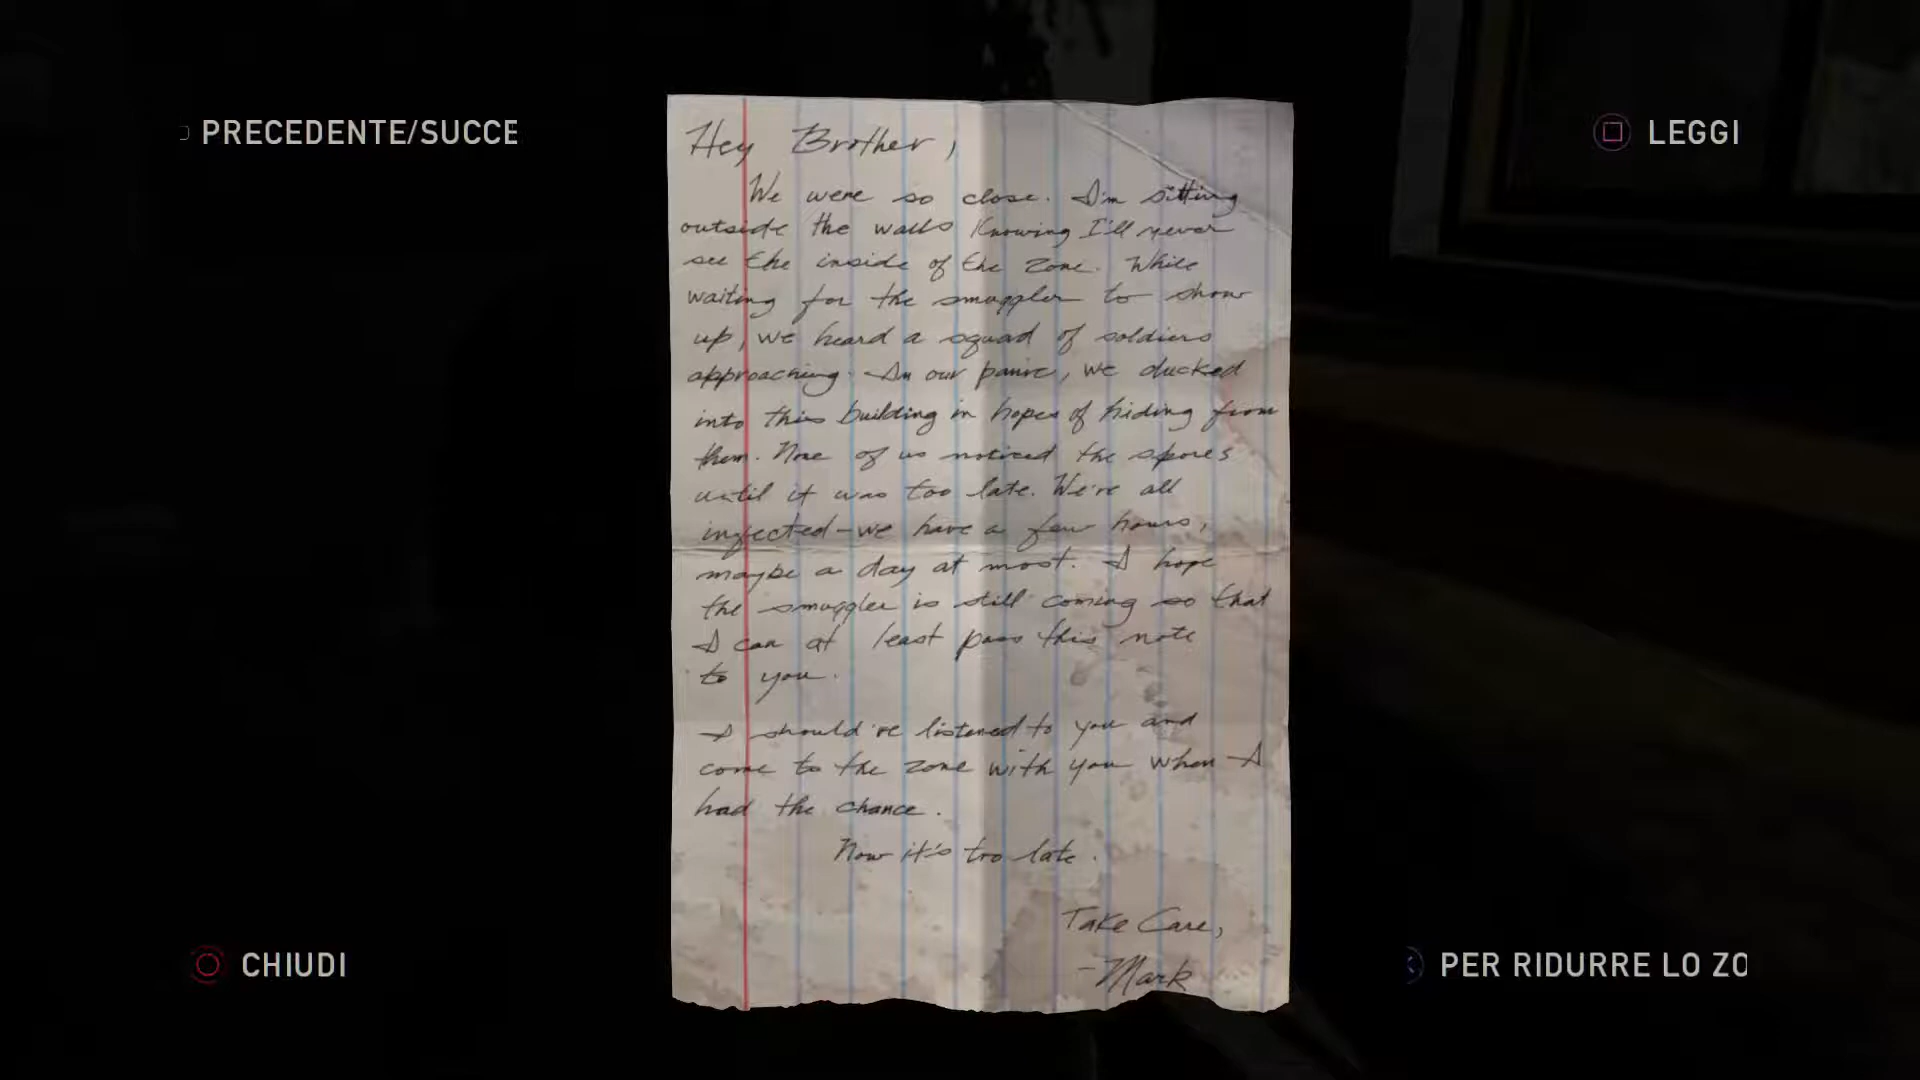 PRECEDENTE/SUCCE
LEGGI
Hey Brother,
We were so close. I'm sitting
outside the walls knowing I'll never
see the inside of the zone. While
waiting for the smuggler to show
up, we heard a squad of soldiers
approaching. In our panic, we ducked
into this building in hopes of hiding from
them. None of us noticed the spores
until it was too late. We're all
infected-we have a few hours,
maybe a day at most. I hope
the smuggler is still coming so that
I can at least pass this note
to you.
I should've listened to you and
come to the zone with you when I
had the chance.
Now it's too late.
Take Care,
-Mark
CHIUDI
PER RIDURRE LO ZO